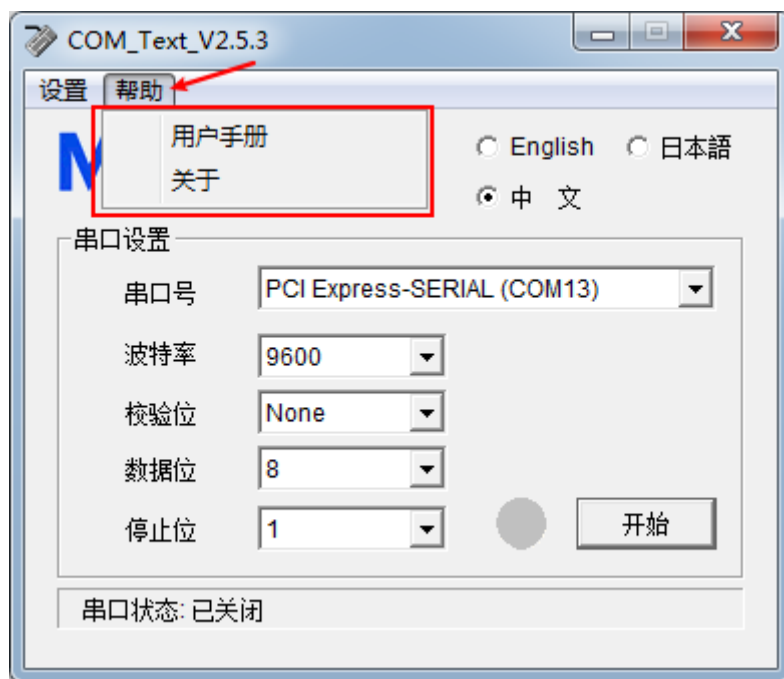 COM_Text_V2.5.3
设置 帮助
用户手册
关于
English 日本語
中 文
串口设置
串口号 PCI Express-SERIAL (COM13)
波特率 9600
校验位 None
数据位 8
停止位 1
开始
串口状态: 已关闭